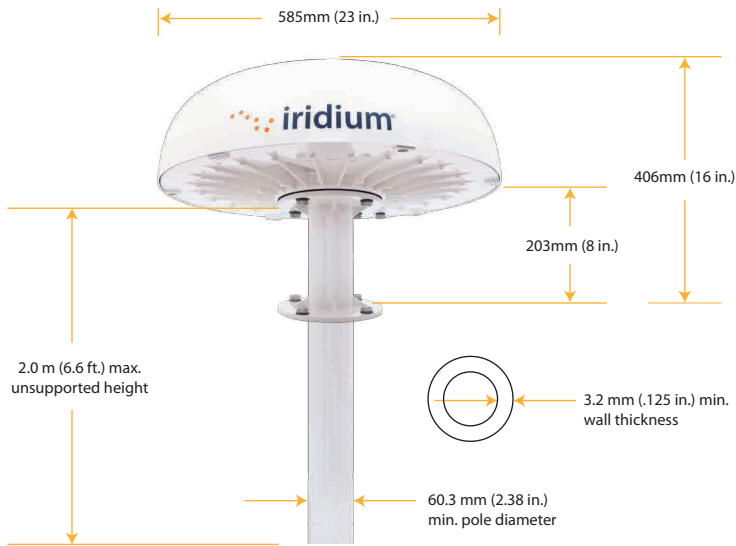 585mm (23 in.)
iridium
406mm (16 in.)
203mm (8 in.)
2.0 m (6.6 ft.) max.
unsupported height
3.2 mm (.125 in.) min.
wall thickness
60.3 mm (2.38 in.)
min. pole diameter